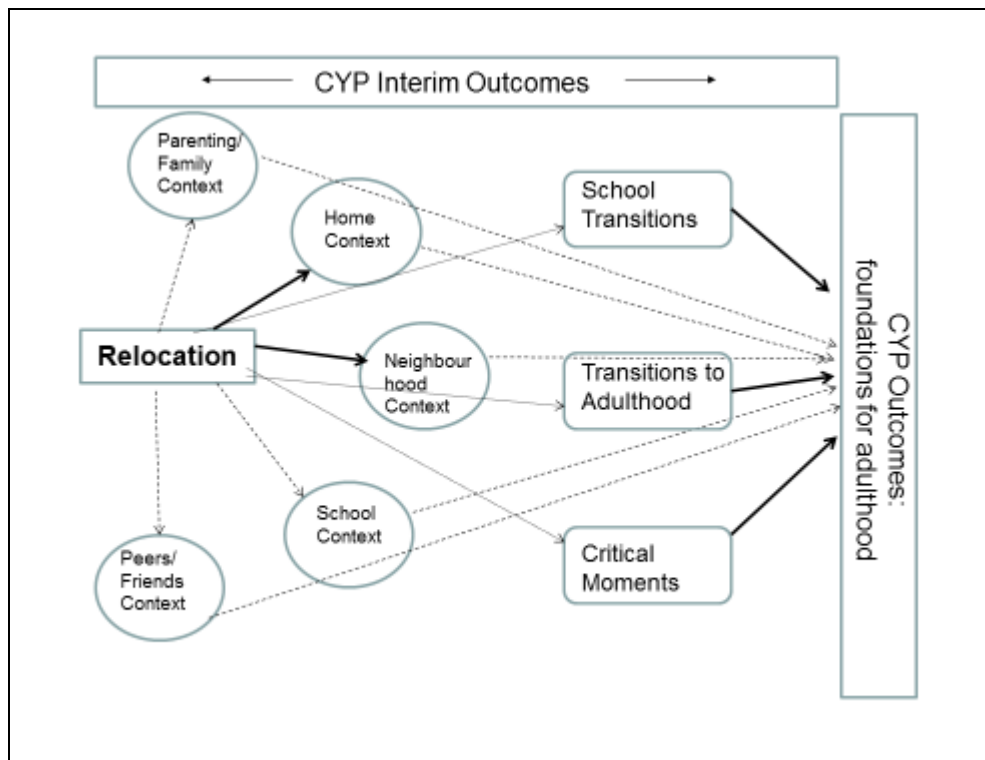 CYP Interim Outcomes
Parenting/
Family
Context
Home
Context
School
Transitions
Relocation
Neighbour
hood
Context
Transitions to
Adulthood
School
Context
Peers/
Friends
Context
Critical
Moments
CYP Outcomes:
foundations for adulthood